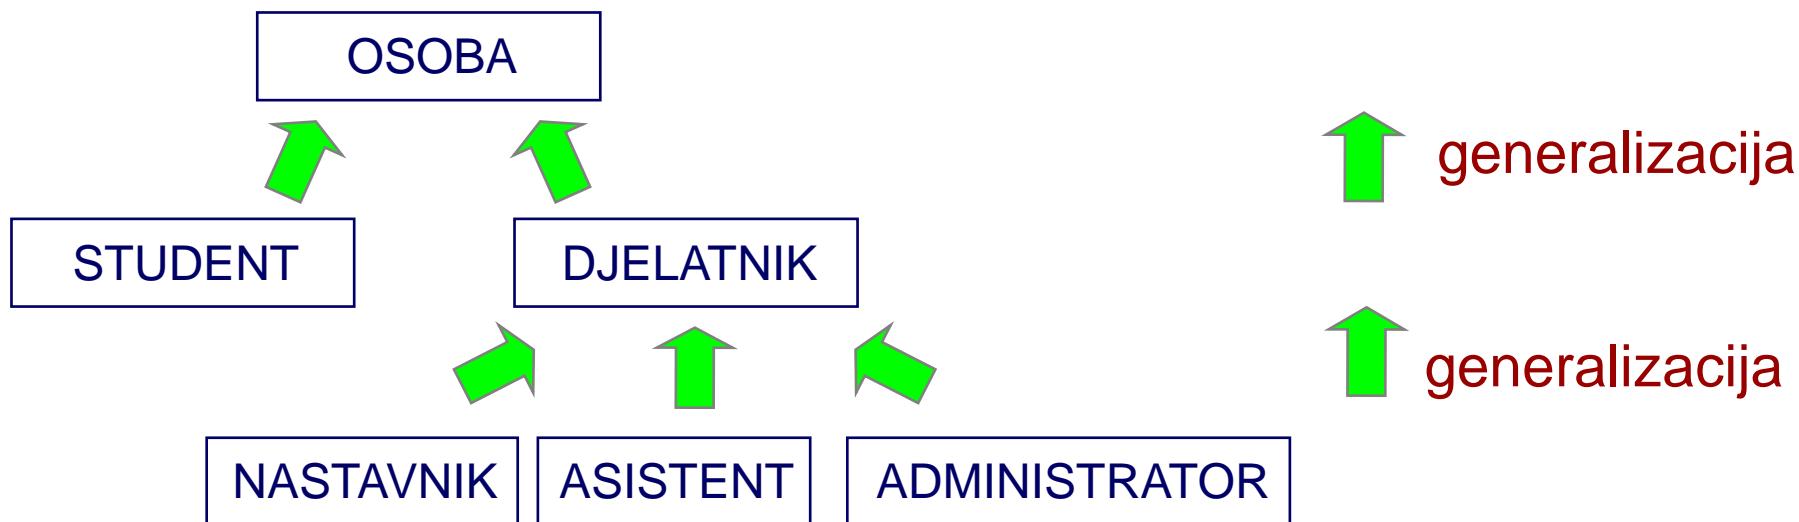 OSOBA
generalizacija
STUDENT
DJELATNIK
generalizacija
NASTAVNIK
ASISTENT
ADMINISTRATOR